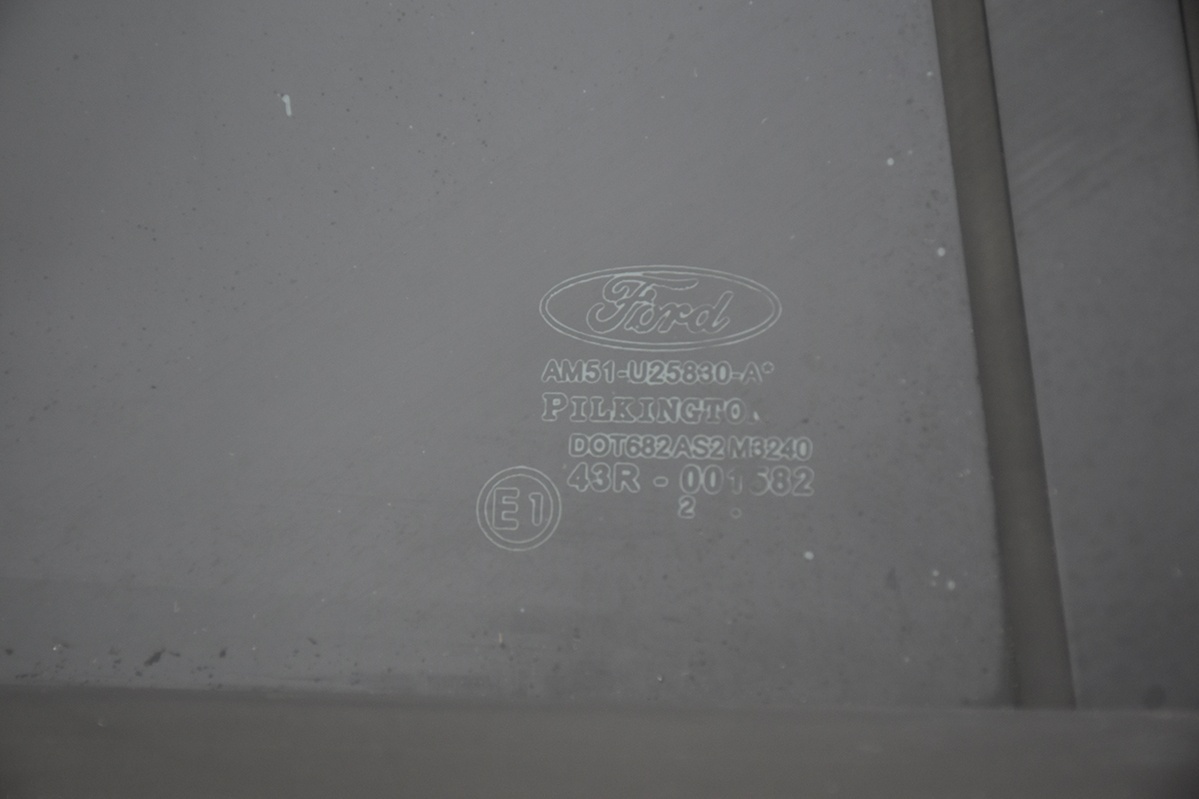 Ford
AM51-U25830-A*
PILKINGTON
DOT682AS2 M3240
43R - 001582
E1
2 .